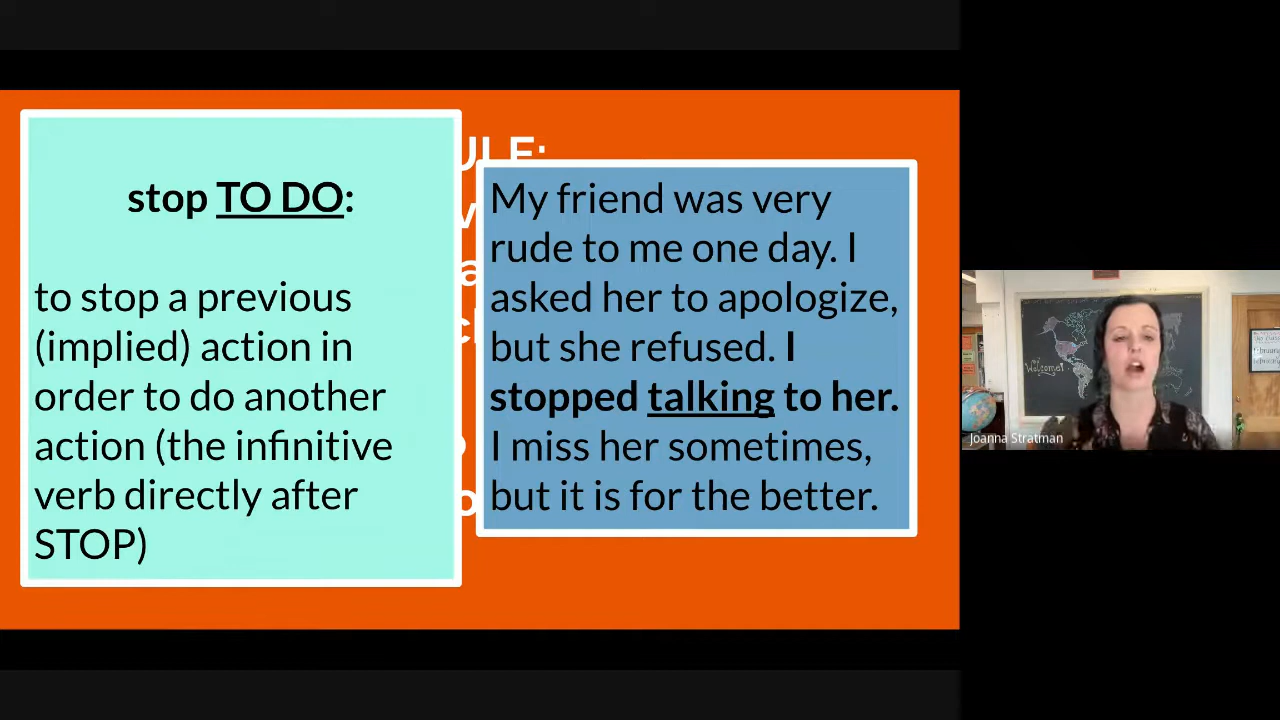 stop TO DO:
to stop a previous
(implied) action in
order to do another
action (the infinitive
verb directly after
STOP)
My friend was very
rude to me one day. I
asked her to apologize,
but she refused. I
stopped talking to her.
I miss her sometimes,
but it is for the better.
Welcome!
Joanna Stratman